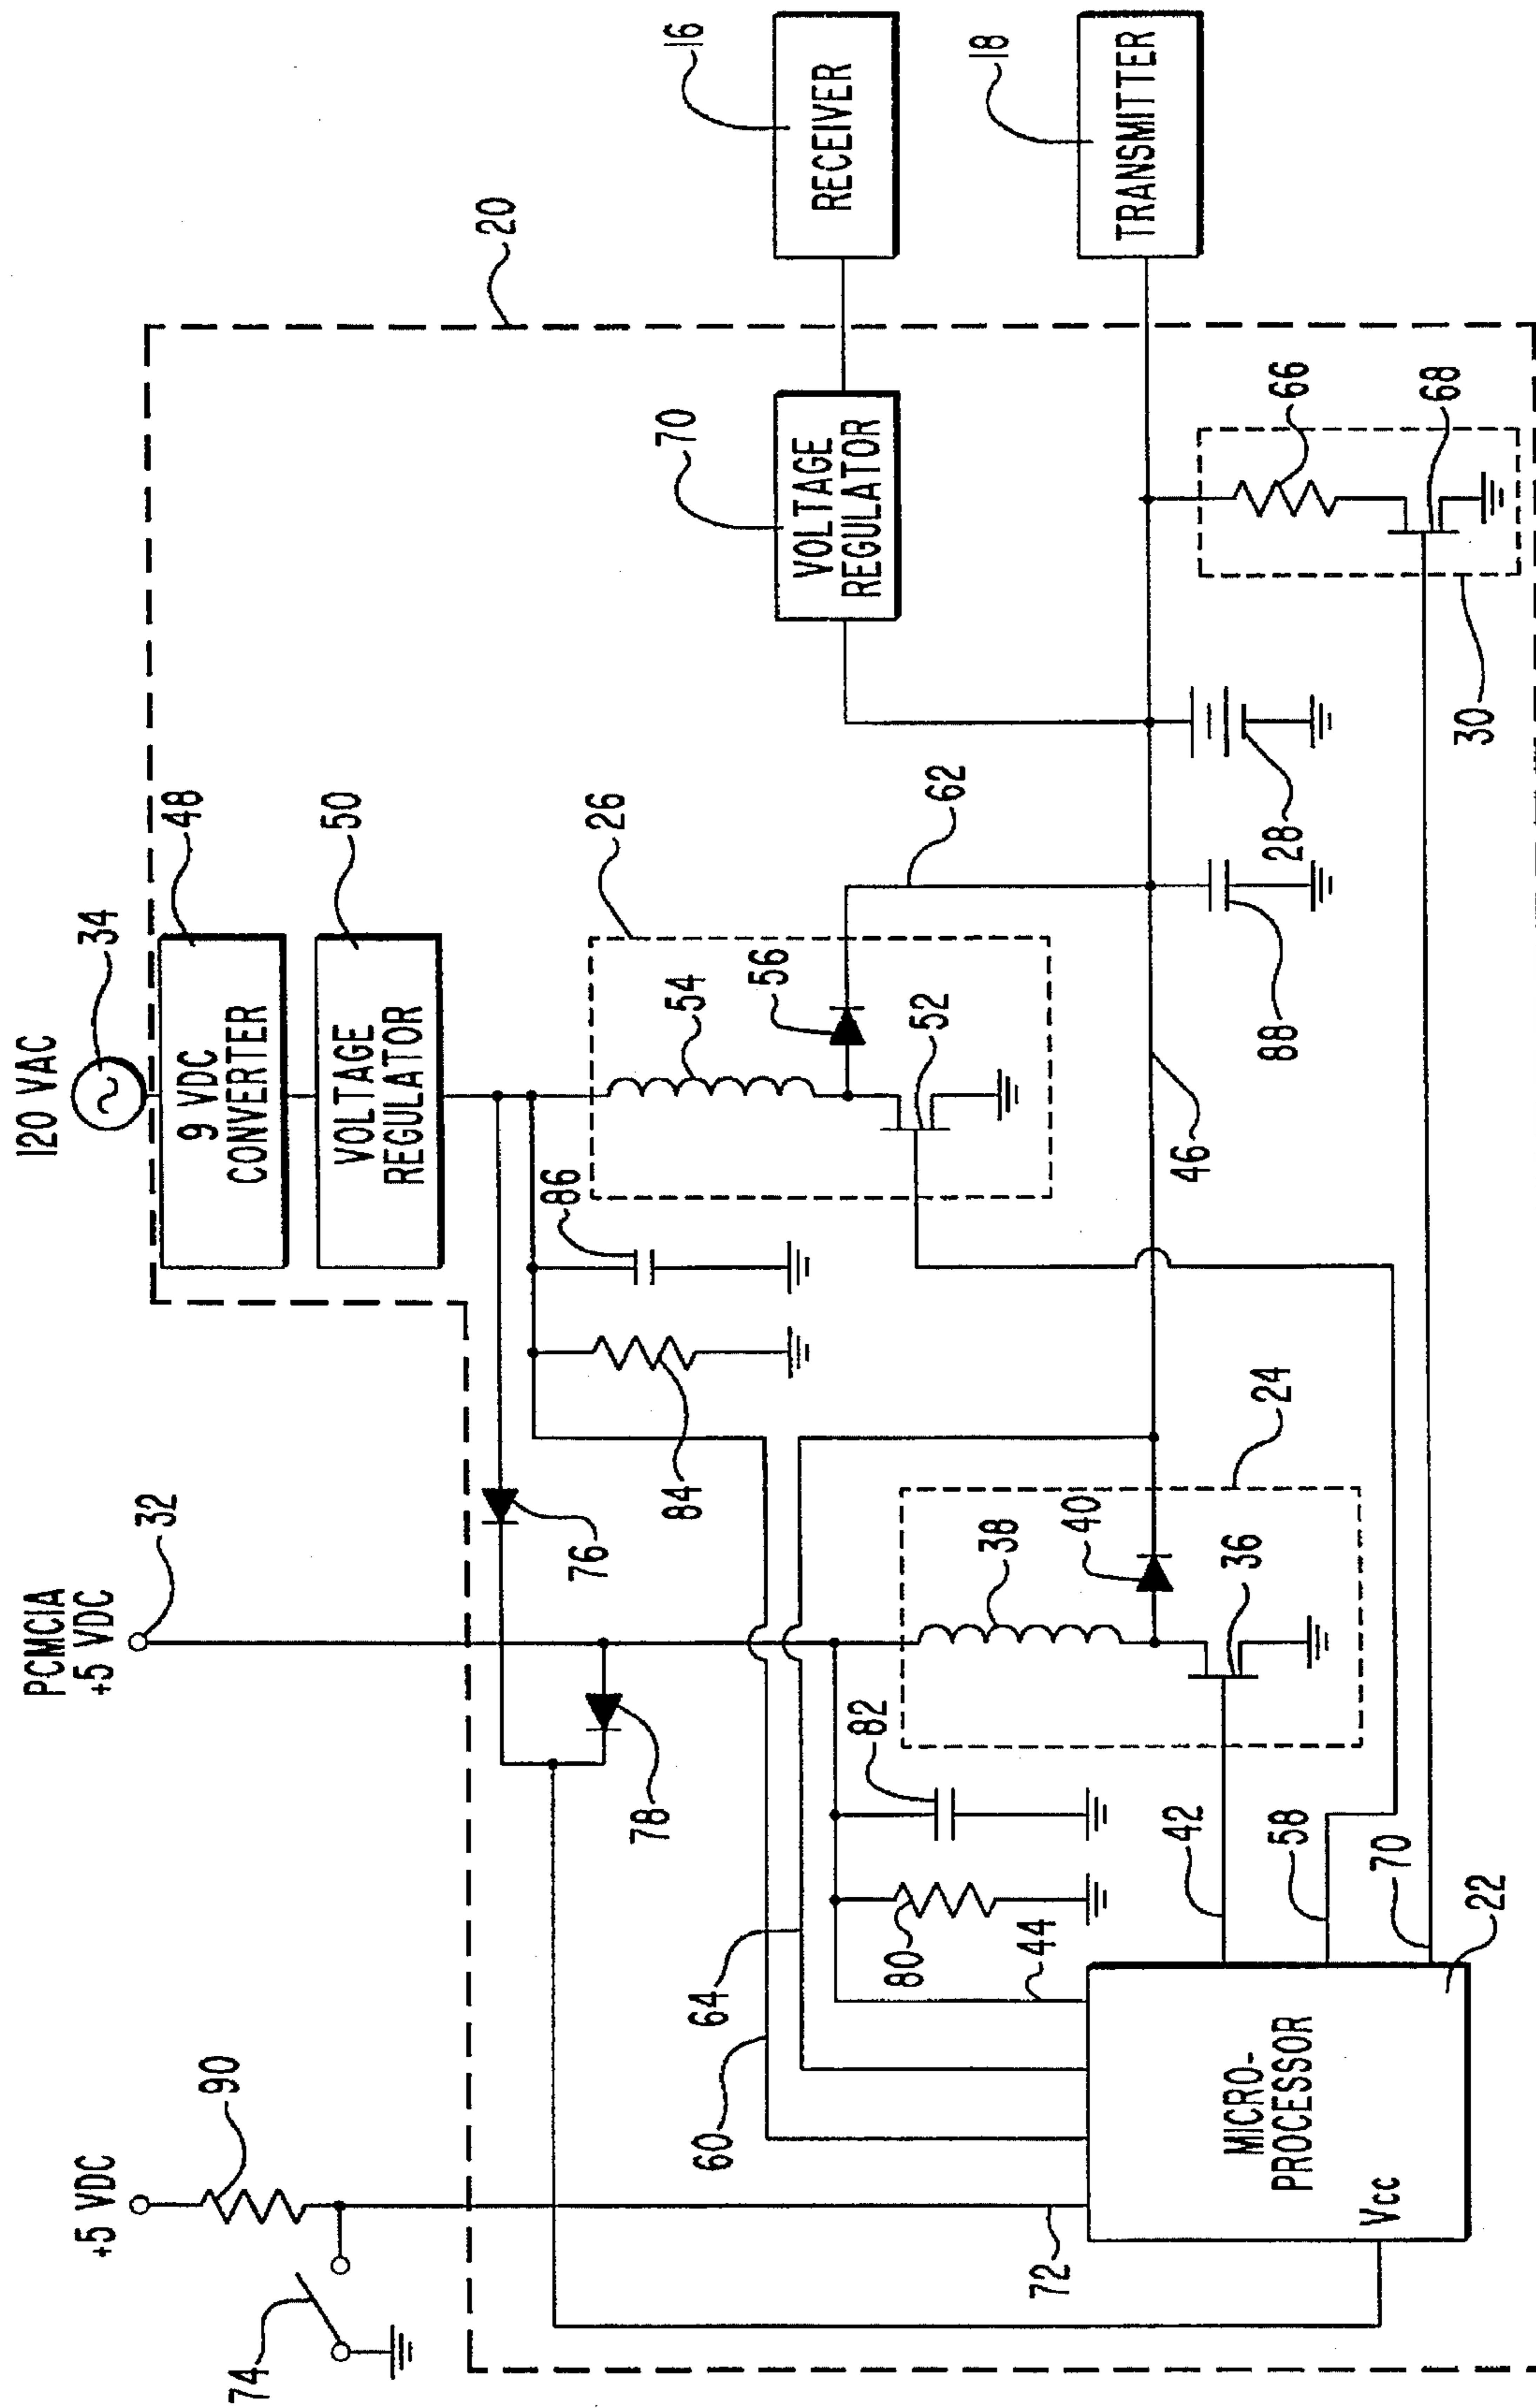 120 VAC
34
48
9 VDC
CONVERTER
50
VOLTAGE
REGULATOR
20
16
RECEIVER
18
TRANSMITTER
70
VOLTAGE
REGULATOR
66
68
30
28
88
62
26
54
56
52
46
86
84
PCMCIA
+5 VDC
32
76
78
24
38
40
36
82
80
44
42
58
70
22
64
60
+5 VDC
90
74
72
MICRO-
PROCESSOR
Vcc